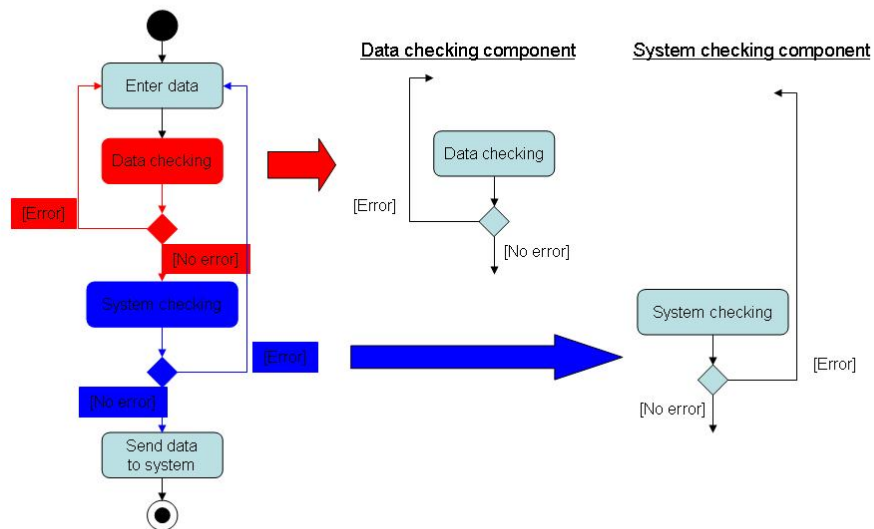 Data checking component
System checking component
Enter data
Data checking
[Error]
[No error]
System checking
[Error]
[No error]
Send data
to system
Data checking
[Error]
[No error]
System checking
[Error]
[No error]